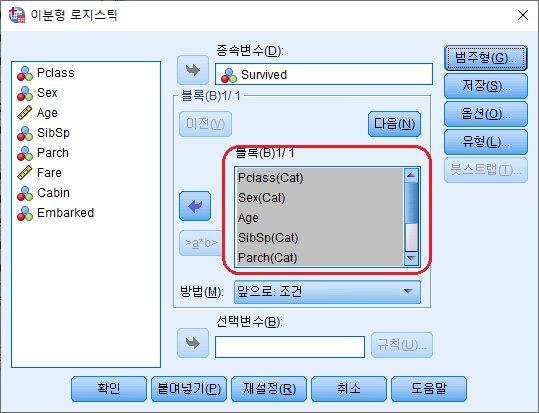 이분형 로지스틱
Pclass
Sex
Age
SibSp
Parch
Fare
Cabin
Embarked
종속변수(D):
Survived
블록(B)1/ 1
이전(V)
다음(N)
블록(B)1/ 1
Pclass(Cat)
Sex(Cat)
Age
SibSp(Cat)
Parch(Cat)
>a*b>
방법(M):
앞으로: 조건
선택변수(B):
규칙(U)...
범주형(G)...
저장(S)...
옵션(O)...
유형(L)...
붓스트랩(T)...
확인
붙여넣기(P)
재설정(R)
취소
도움말